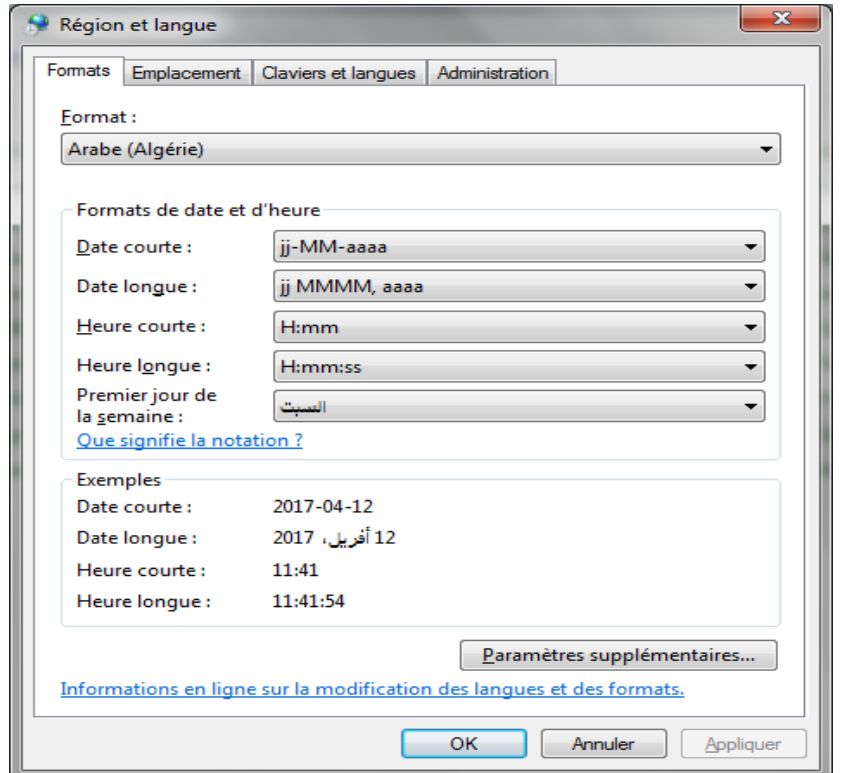 Région et langue
Formats Emplacement Claviers et langues Administration
Format :
Arabe (Algérie)
Formats de date et d'heure
Date courte : jj-MM-aaaa
Date longue : jj MMMM, aaaa
Heure courte : H:mm
Heure longue : H:mm:ss
Premier jour de
la semaine : السبت
Que signifie la notation ?
Exemples
Date courte : 2017-04-12
Date longue : 12 أفريل، 2017
Heure courte : 11:41
Heure longue : 11:41:54
Paramètres supplémentaires...
Informations en ligne sur la modification des langues et des formats.
OK Annuler Appliquer